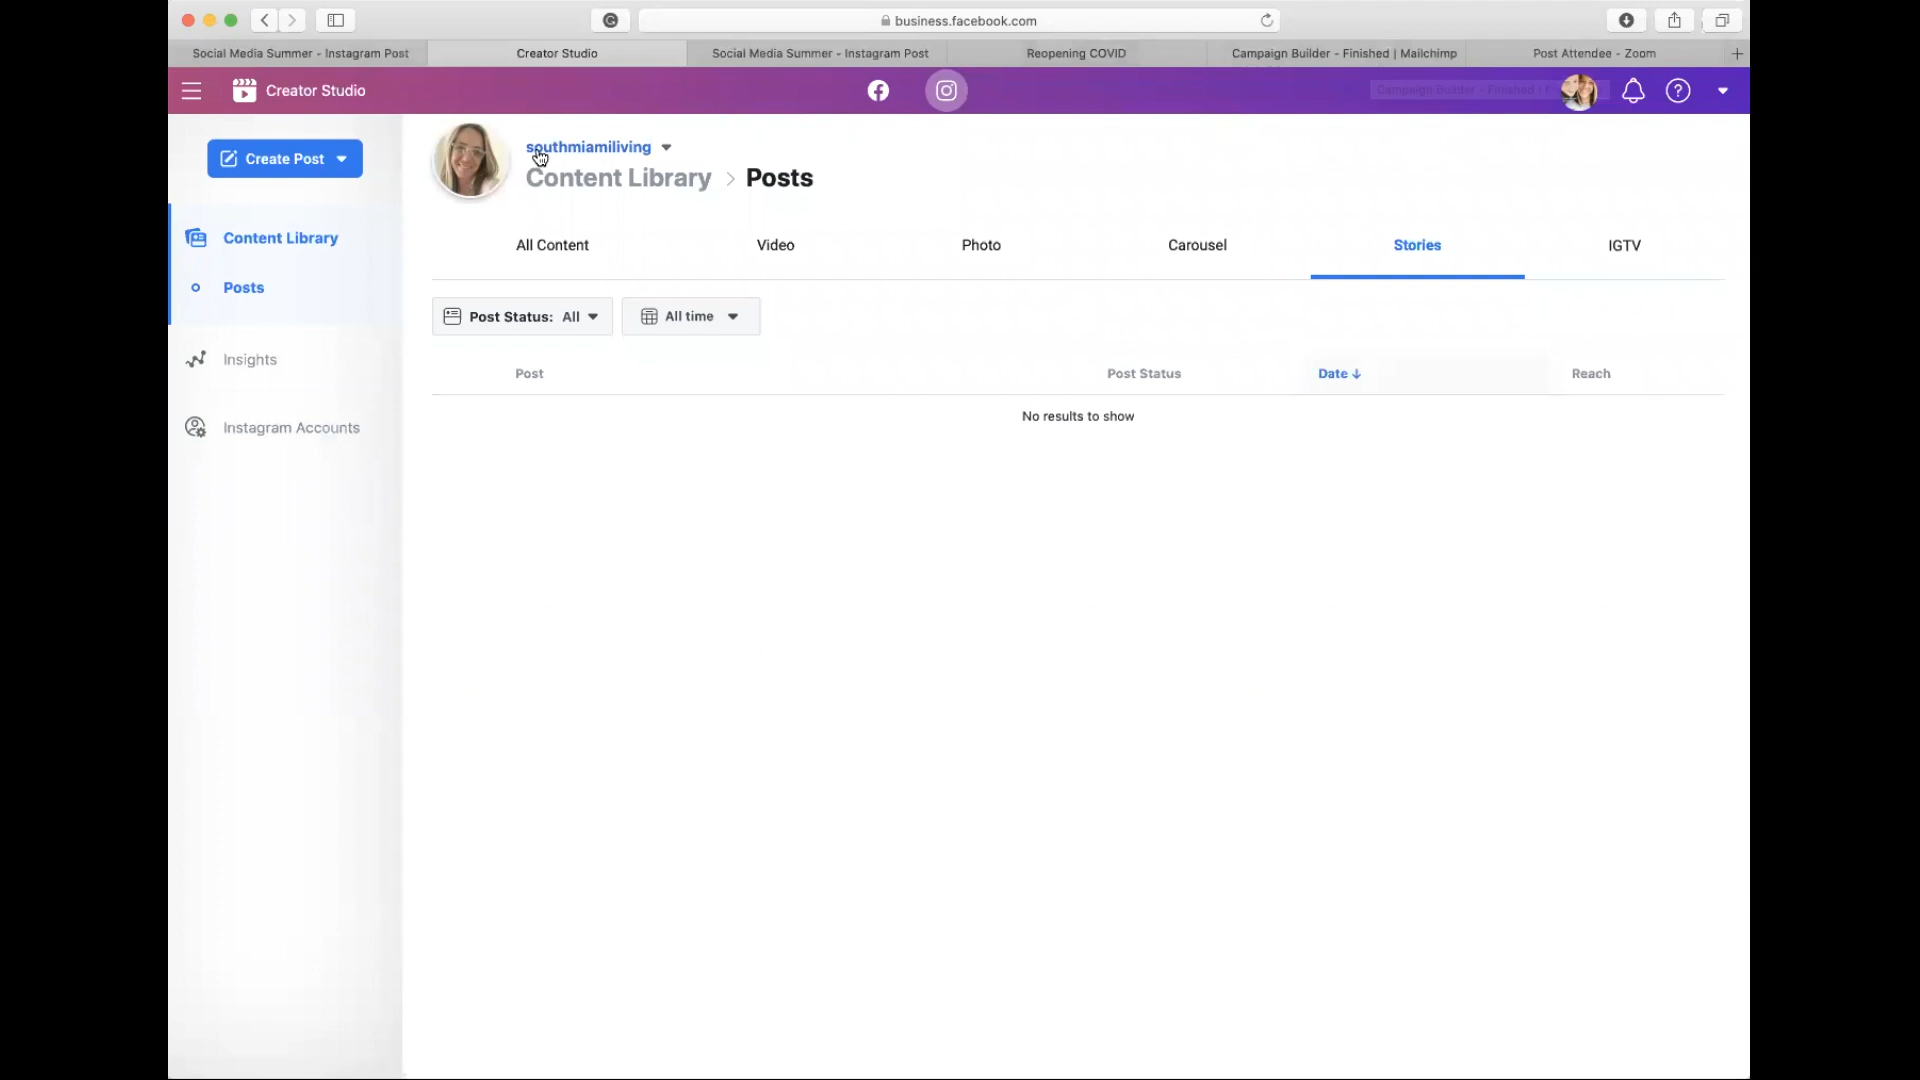 business.facebook.com
Social Media Summer - Instagram Post
Creator Studio
Social Media Summer - Instagram Post
Reopening COVID
Campaign Builder - Finished | Mailchimp
Post Attendee - Zoom
Creator Studio
Campaign Builder - Finished
Create Post
southmiamiliving
Content Library > Posts
Content Library
Posts
Insights
Instagram Accounts
All Content
Video
Photo
Carousel
Stories
IGTV
Post Status: All
All time
Post
Post Status
Date
Reach
No results to show